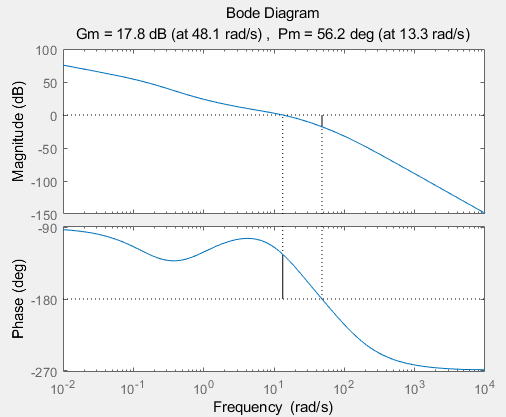 Bode Diagram
Gm = 17.8 dB (at 48.1 rad/s) ,  Pm = 56.2 deg (at 13.3 rad/s)
Magnitude (dB)
100
50
0
-50
-100
-150
Phase (deg)
-90
-180
-270
10^-2 10^-1 10^0 10^1 10^2 10^3 10^4
Frequency  (rad/s)